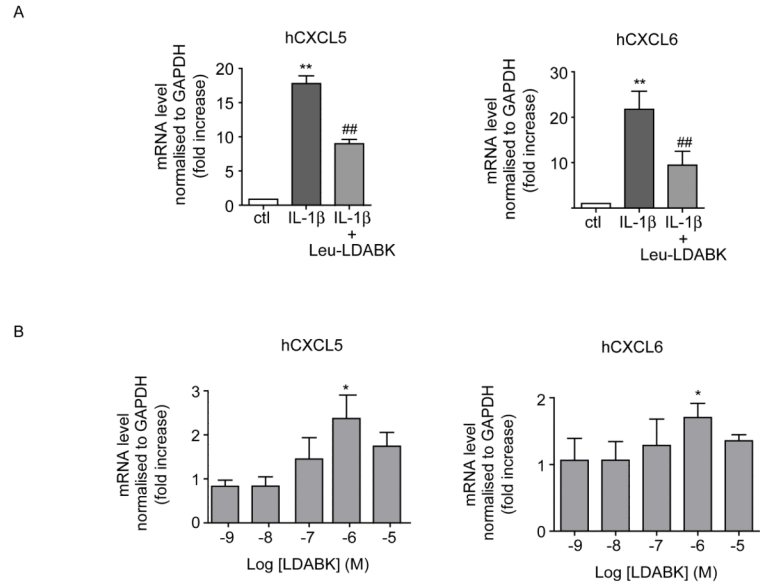 A
hCXCL5
mRNA level
normalised to GAPDH
(fold increase)
20
15
10
5
0
**
##
ctl
IL-1β
IL-1β
+
Leu-LDABK
hCXCL6
mRNA level
normalised to GAPDH
(fold increase)
30
20
10
**
##
ctl
IL-1β
IL-1β
+
Leu-LDABK
B
hCXCL5
mRNA level
normalised to GAPDH
(fold increase)
3
2
1
0
*
-9 -8 -7 -6 -5
Log [LDABK] (M)
hCXCL6
mRNA level
normalised to GAPDH
(fold increase)
2
1
0
*
-9 -8 -7 -6 -5
Log [LDABK] (M)